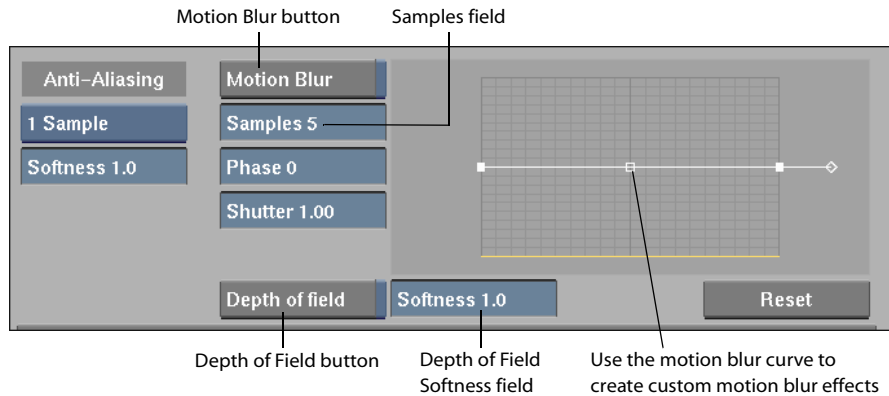 Motion Blur button Samples field
Anti-Aliasing Motion Blur
1 Sample Samples 5
Softness 1.0 Phase 0
Shutter 1.00
Depth of field Softness 1.0 Reset
Depth of Field button Depth of Field Use the motion blur curve to
Softness field create custom motion blur effects